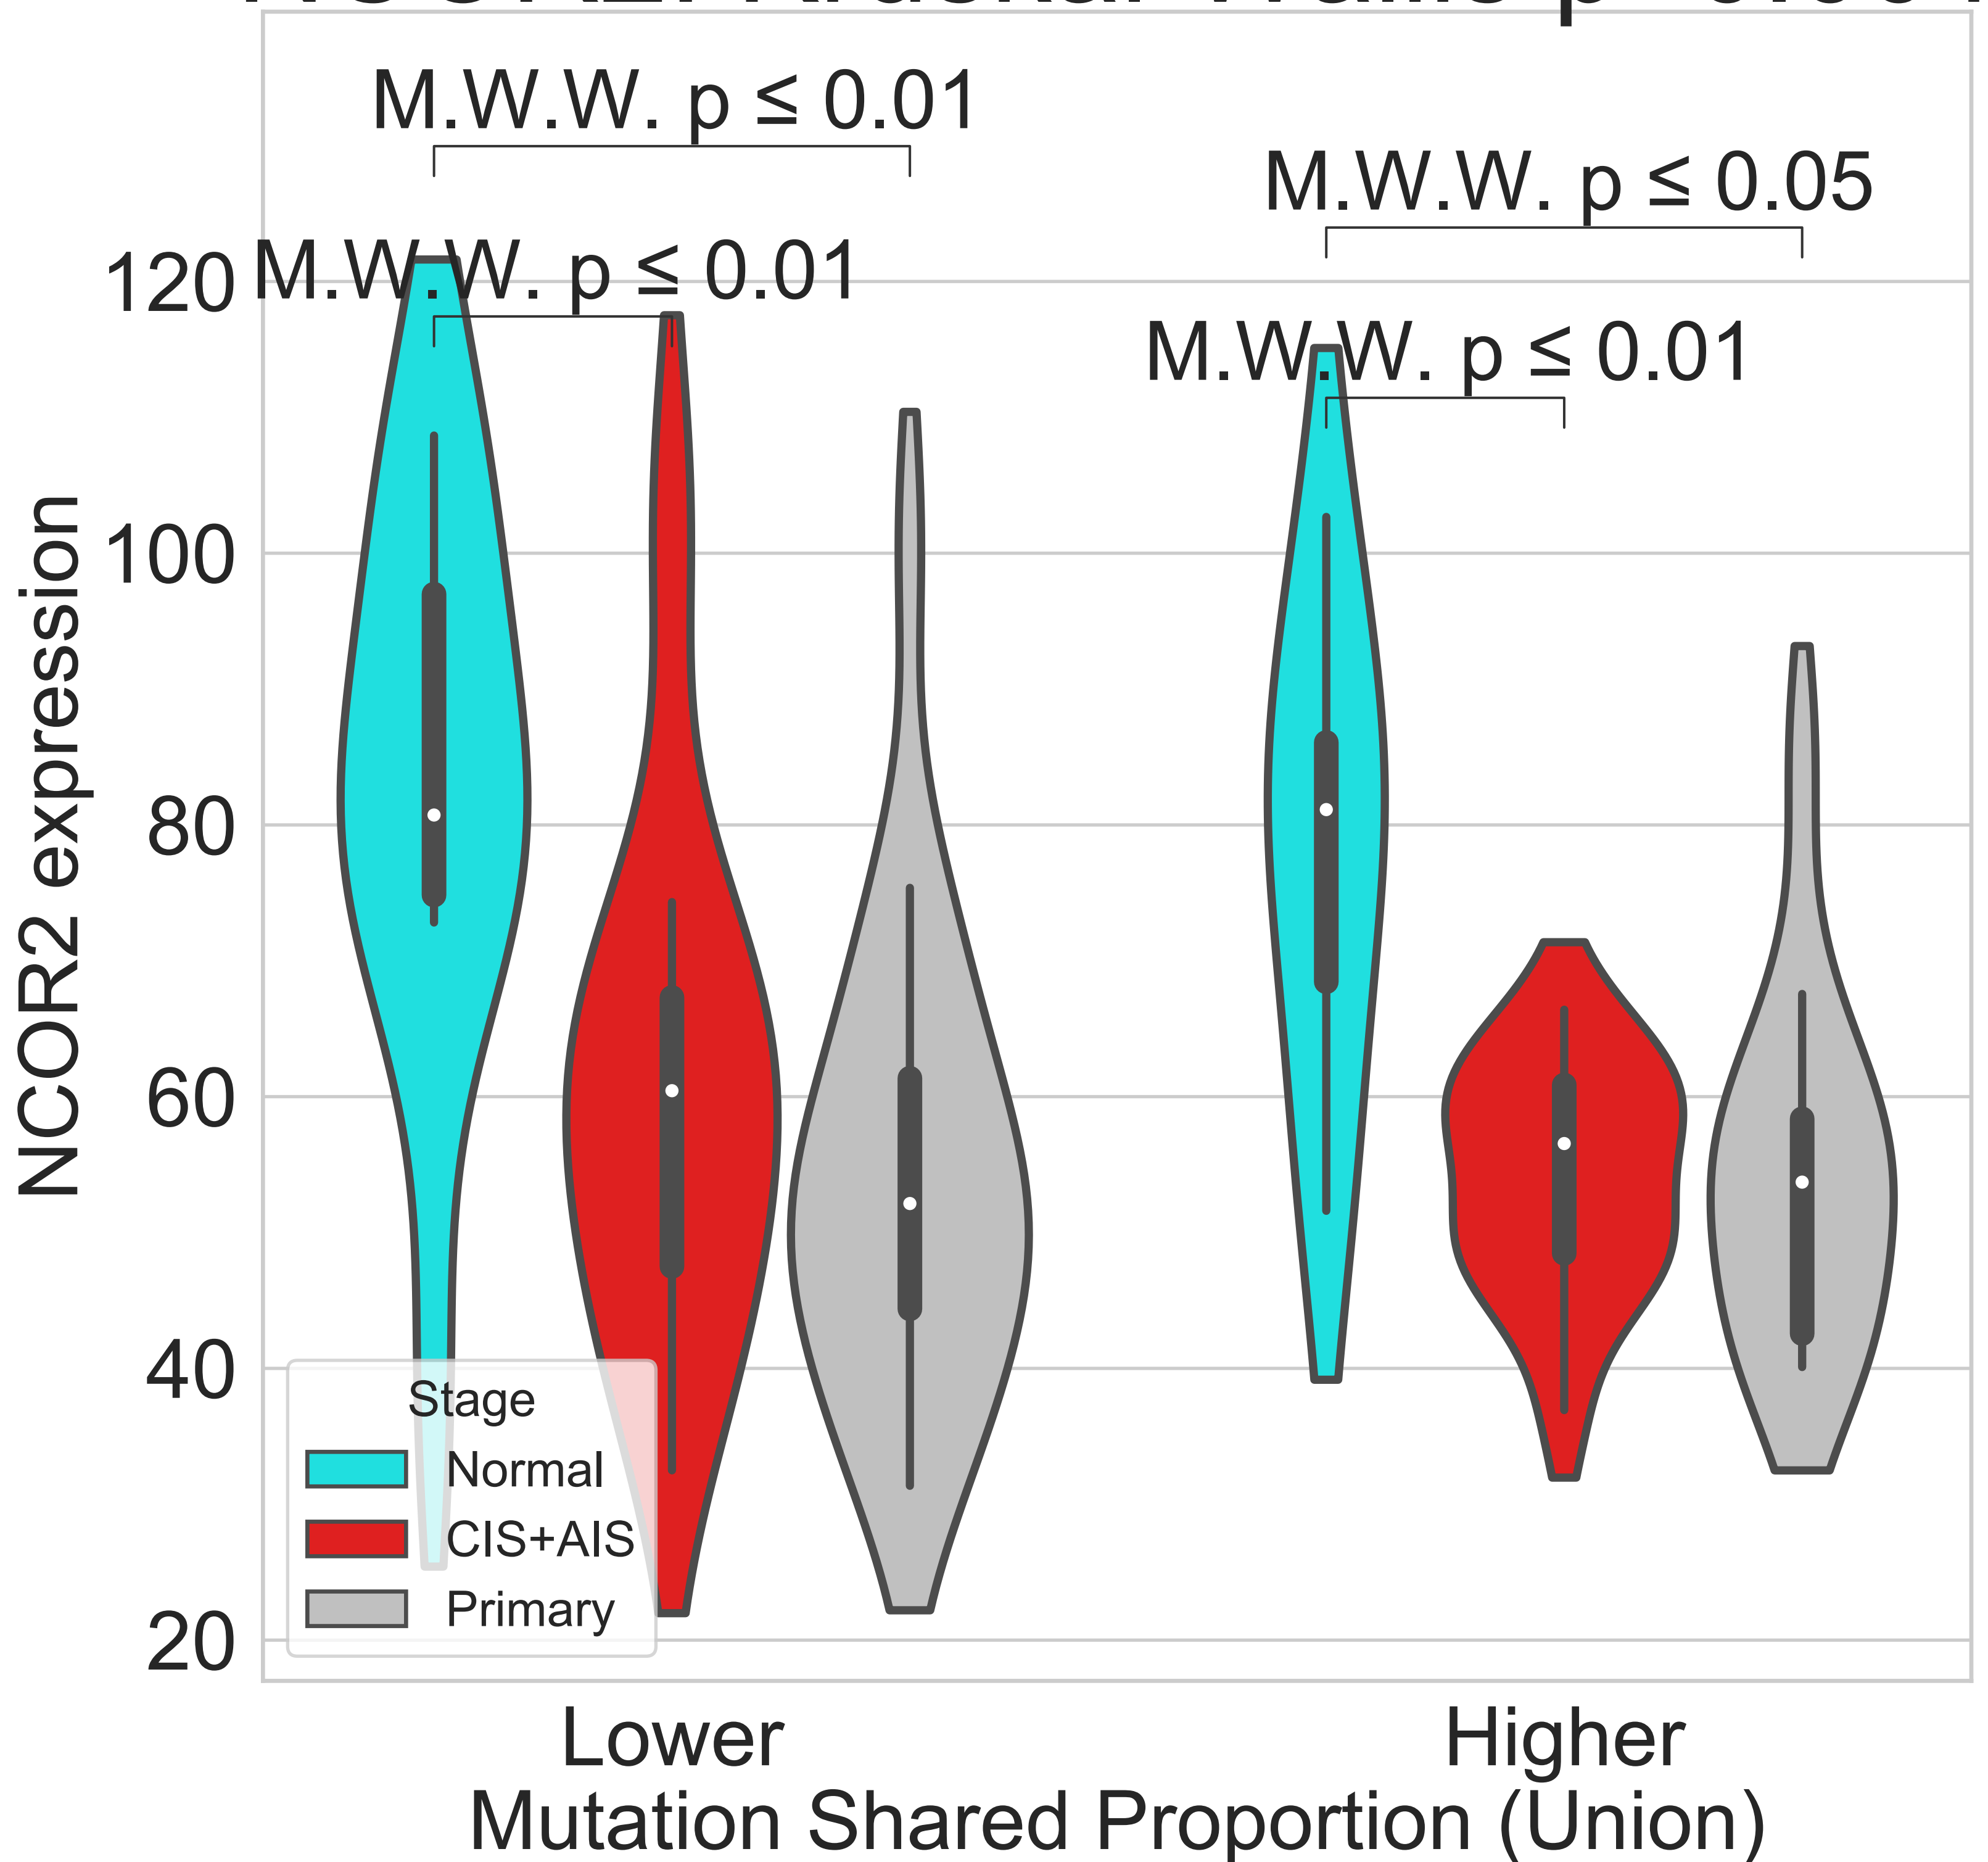 M.W.W. p ≤ 0.01
M.W.W. p ≤ 0.05
M.W.W. p ≤ 0.01
M.W.W. p ≤ 0.01
120
100
80
60
40
20
NCOR2 expression
Stage
Normal
CIS+AIS
Primary
Lower
Higher
Mutation Shared Proportion (Union)